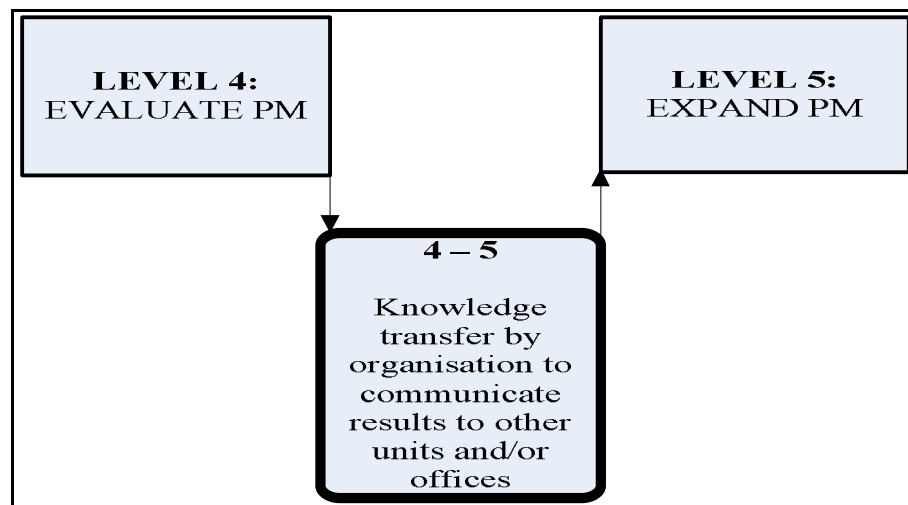 LEVEL 4:
EVALUATE PM
LEVEL 5:
EXPAND PM
4 – 5
Knowledge
transfer by
organisation to
communicate
results to other
units and/or
offices